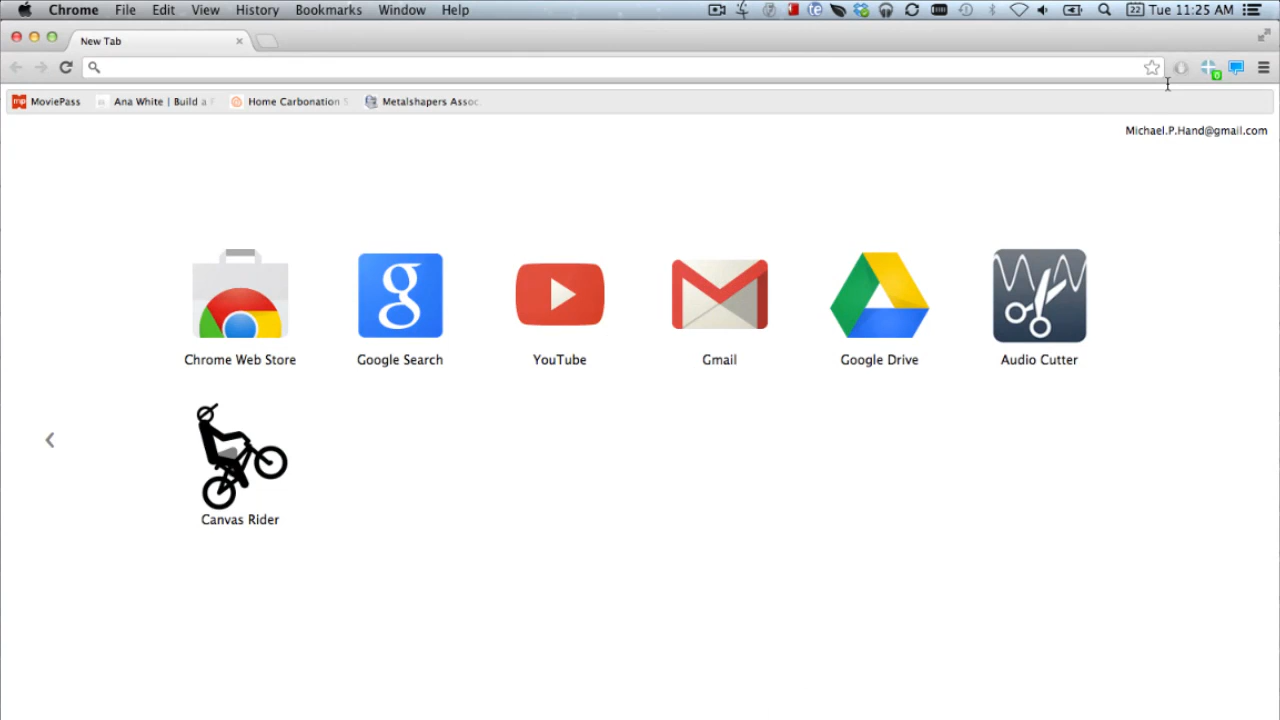 Chrome File Edit View History Bookmarks Window Help 22 Tue 11:25 AM
New Tab
mp MoviePass Ana White | Build a F Home Carbonation S Metalshapers Assoc
Michael.P.Hand@gmail.com
Chrome Web Store Google Search YouTube Gmail Google Drive Audio Cutter
Canvas Rider